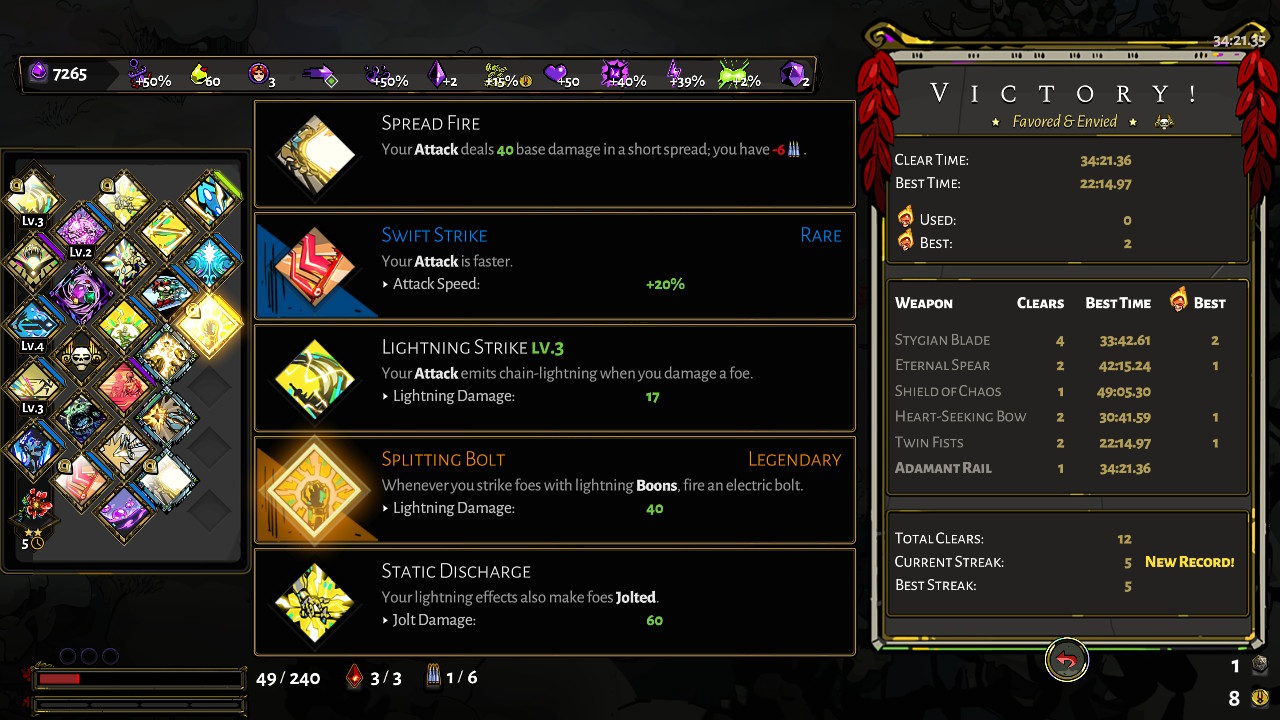 34:21.35
7265
+50%
60
3
+50%
+2
+15%
+50
+40%
+39%
+2%
2
Lv.3
Lv.2
Lv.4
Lv.3
5
SPREAD FIRE
Your Attack deals 40 base damage in a short spread; you have -6 .
SWIFT STRIKE RARE
Your Attack is faster.
‣ Attack Speed: +20%
LIGHTNING STRIKE LV.3
Your Attack emits chain-lightning when you damage a foe.
‣ Lightning Damage: 17
SPLITTING BOLT LEGENDARY
Whenever you strike foes with lightning Boons, fire an electric bolt.
‣ Lightning Damage: 40
STATIC DISCHARGE
Your lightning effects also make foes Jolted.
‣ Jolt Damage: 60
49/240
3/3
1/6
VICTORY!
Favored & Envied
CLEAR TIME: 34:21.36
BEST TIME: 22:14.97
USED: 0
BEST: 2
WEAPON CLEARS BEST TIME BEST
STYGIAN BLADE 4 33:42.61 2
ETERNAL SPEAR 2 42:15.24 1
SHIELD OF CHAOS 1 49:05.30
HEART-SEEKING BOW 2 30:41.59 1
TWIN FISTS 2 22:14.97 1
ADAMANT RAIL 1 34:21.36
TOTAL CLEARS: 12
CURRENT STREAK: 5 NEW RECORD!
BEST STREAK: 5
1
8